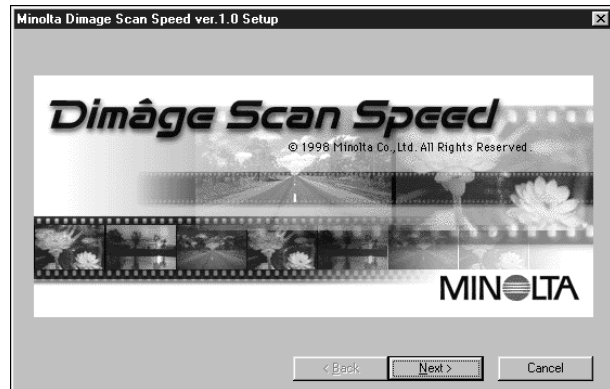 Minolta Dimage Scan Speed ver.1.0 Setup
Dimâge Scan Speed
© 1998 Minolta Co.,Ltd. All Rights Reserved.
MINOLTA
< Back Next > Cancel